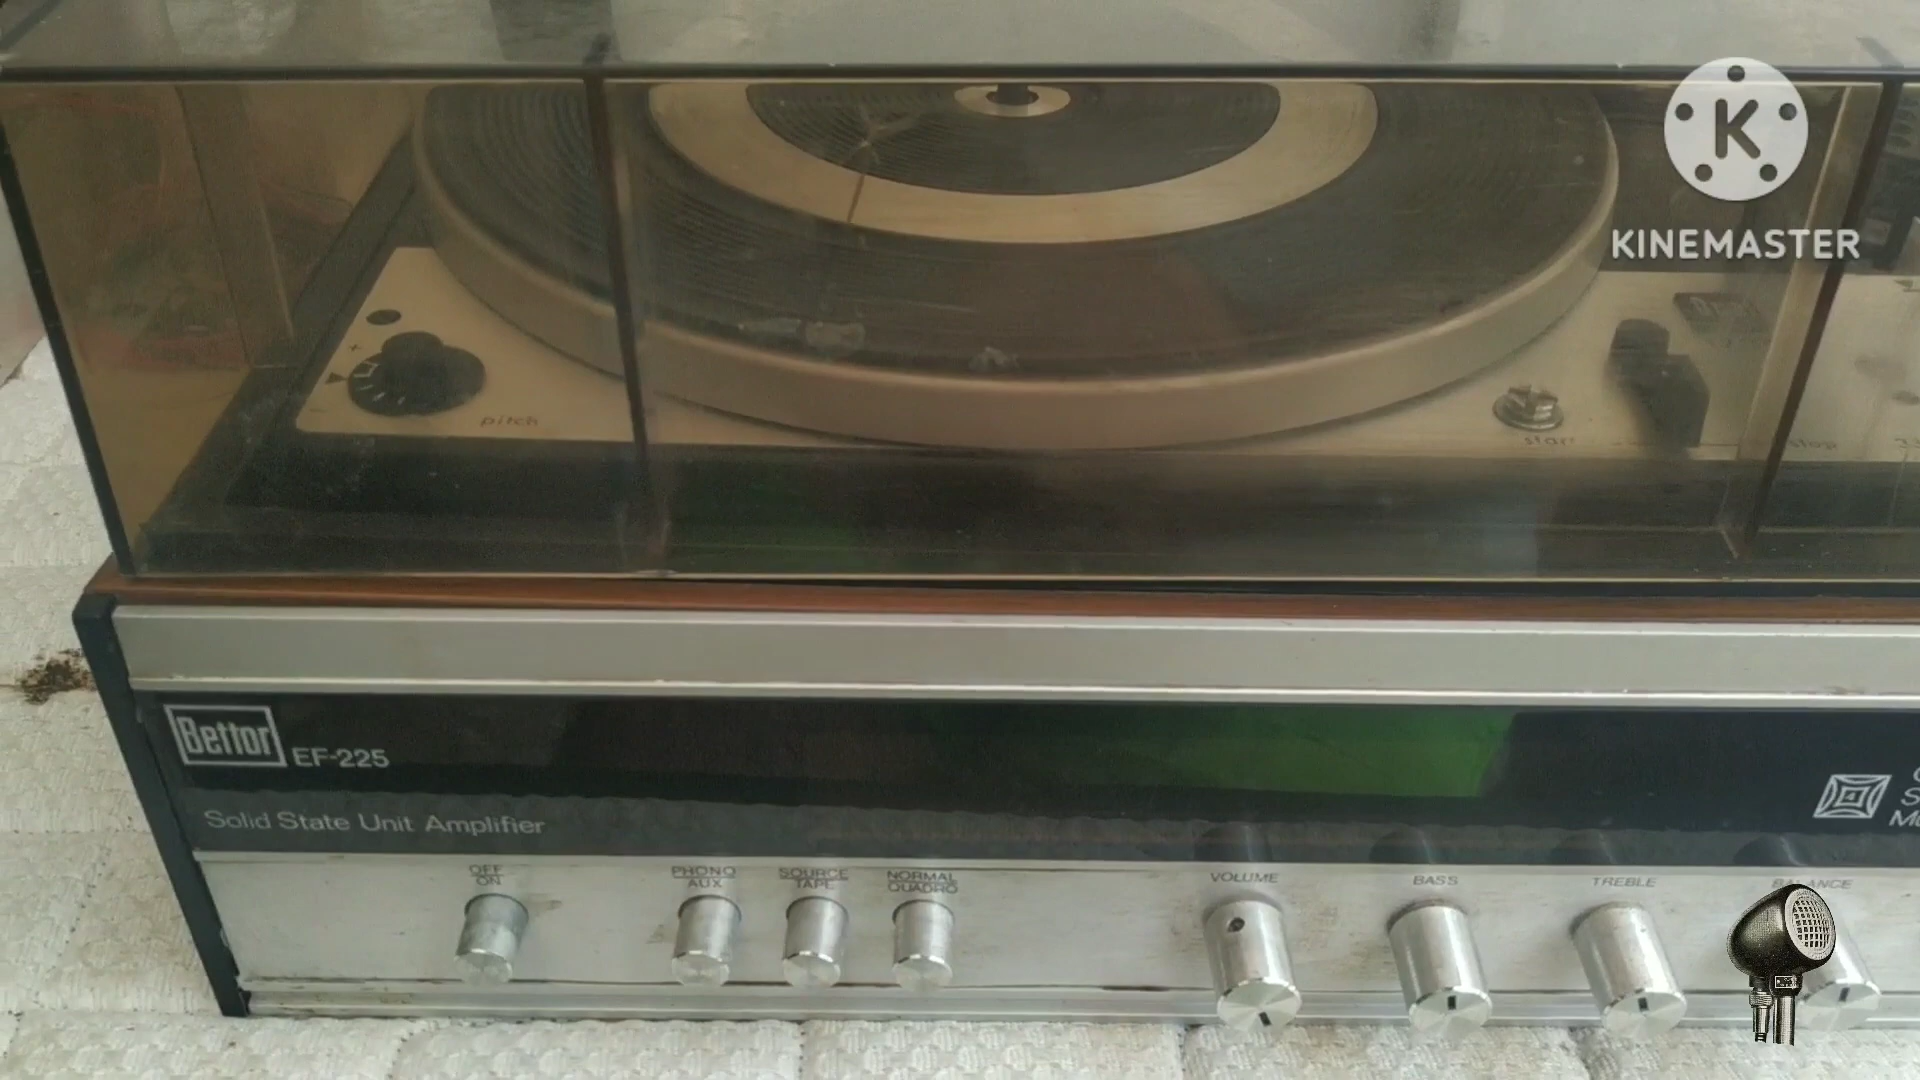 K
KINEMASTER
pitch
start
stop
33
Bettor EF-225
Solid State Unit Amplifier
OFF
ON
PHONO
AUX
SOURCE
TAPE
NORMAL
QUADRO
VOLUME
BASS
TREBLE
BALANCE